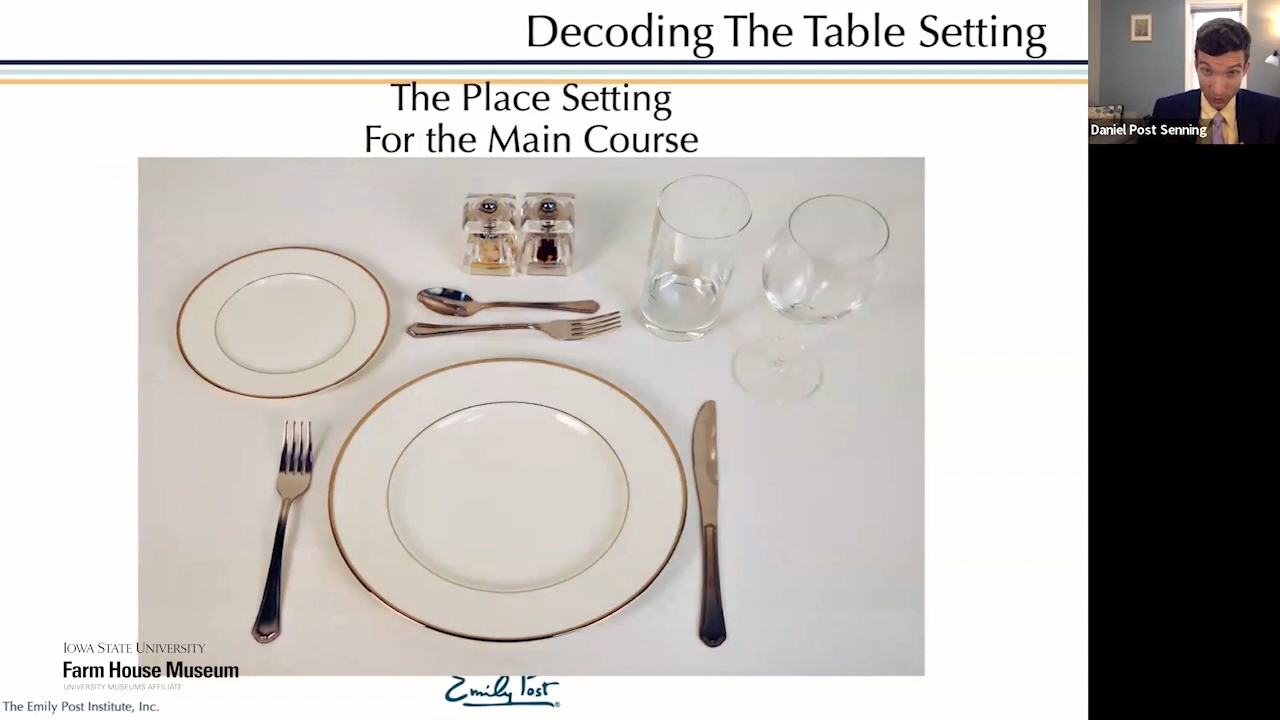 Decoding The Table Setting
The Place Setting
For the Main Course
Daniel Post Senning
IOWA STATE UNIVERSITY
Farm House Museum
UNIVERSITY MUSEUMS AFFILIATE
Emily Post®
The Emily Post Institute, Inc.